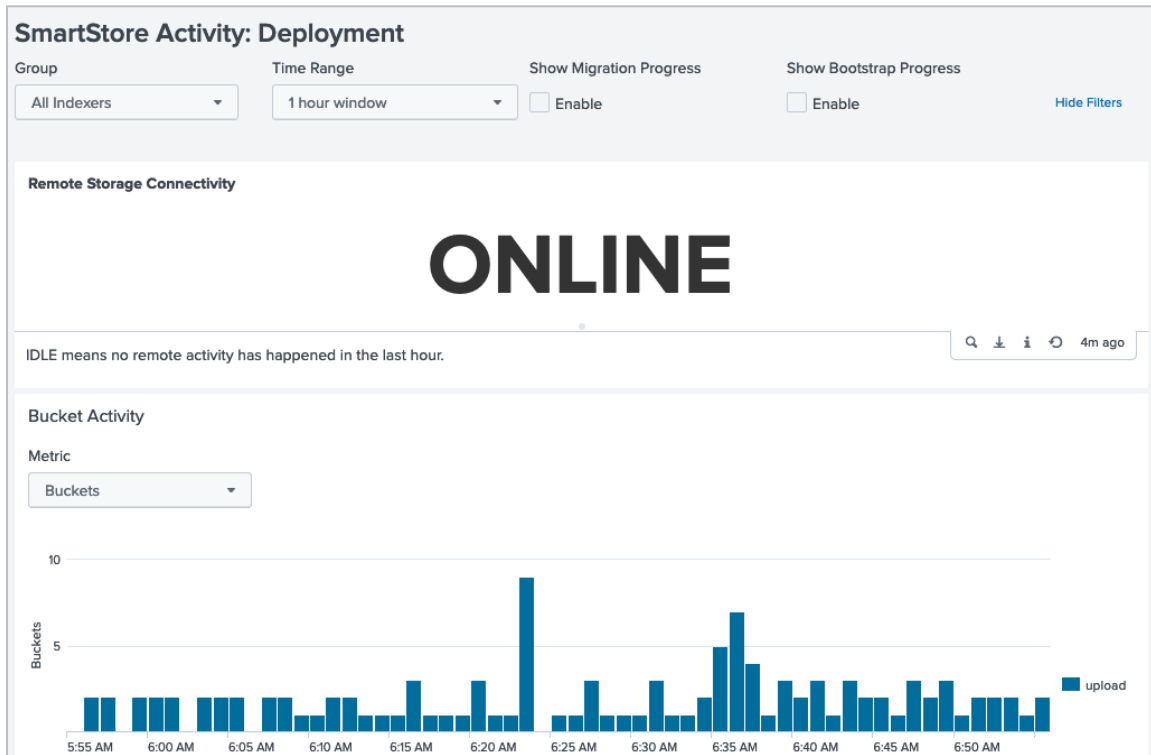 SmartStore Activity: Deployment
Group Time Range Show Migration Progress Show Bootstrap Progress
All Indexers 1 hour window Enable Enable Hide Filters
Remote Storage Connectivity
ONLINE
4m ago
IDLE means no remote activity has happened in the last hour.
Bucket Activity
Metric
Buckets
10
5
Buckets
upload
5:55 AM 6:00 AM 6:05 AM 6:10 AM 6:15 AM 6:20 AM 6:25 AM 6:30 AM 6:35 AM 6:40 AM 6:45 AM 6:50 AM